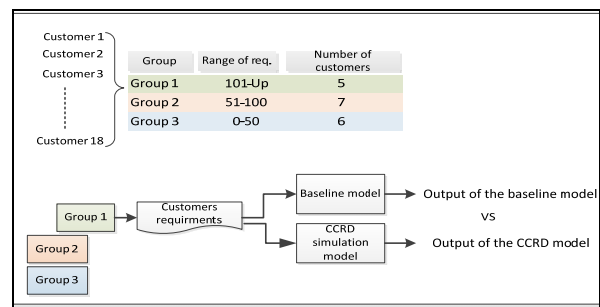 Customer 1
Customer 2
Customer 3
Customer 18
Group Range of req. Number of customers
Group 1 101-Up 5
Group 2 51-100 7
Group 3 0-50 6
Group 1
Group 2
Group 3
Customers
requirments
Baseline model
CCRD
simulation
model
Output of the baseline model
VS
Output of the CCRD model